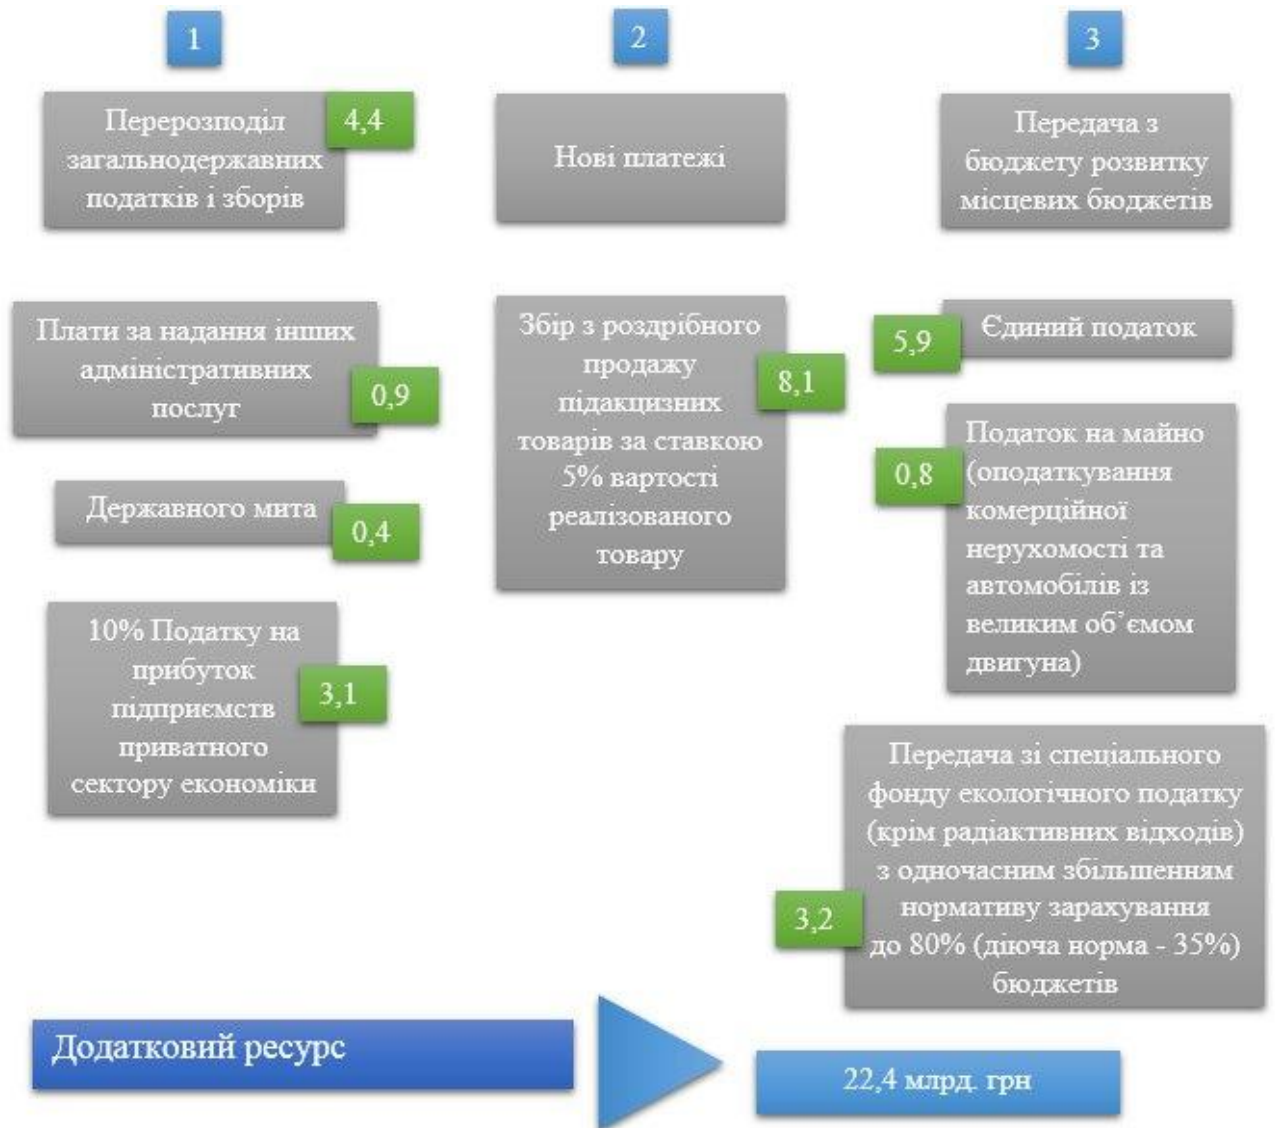 1
Перерозподіл
загальнодержавних
податків і зборів
4,4
Плати за надання інших
адміністративних
послуг
0,9
Державного мита
0,4
10% Податку на
прибуток
підприємств
приватного
сектору економіки
3,1
2
Нові платежі
Збір з роздрібного
продажу
підакцизних
товарів за ставкою
5% вартості
реалізованого
товару
8,1
3
Передача з
бюджету розвитку
місцевих бюджетів
5,9
Єдиний податок
0,8
Податок на майно
(оподаткування
комерційної
нерухомості та
автомобілів із
великим об’ємом
двигуна)
Передача зі спеціального
фонду екологічного податку
(крім радіактивних відходів)
з одночасним збільшенням
нормативу зарахування
до 80% (діюча норма - 35%)
бюджетів
3,2
Додатковий ресурс
22,4 млрд. грн